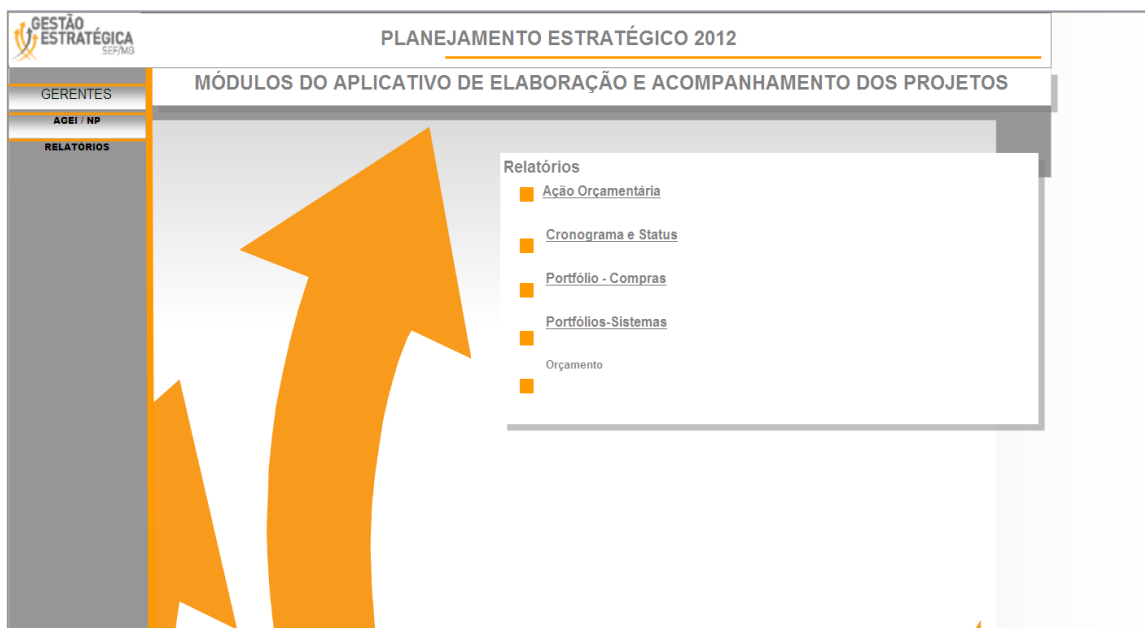 GESTÃO
ESTRATÉGICA
SEF/MG
PLANEJAMENTO ESTRATÉGICO 2012
MÓDULOS DO APLICATIVO DE ELABORAÇÃO E ACOMPANHAMENTO DOS PROJETOS
GERENTES
AGEI / NP
RELATÓRIOS
Relatórios
Ação Orçamentária
Cronograma e Status
Portfólio - Compras
Portfólios-Sistemas
Orçamento